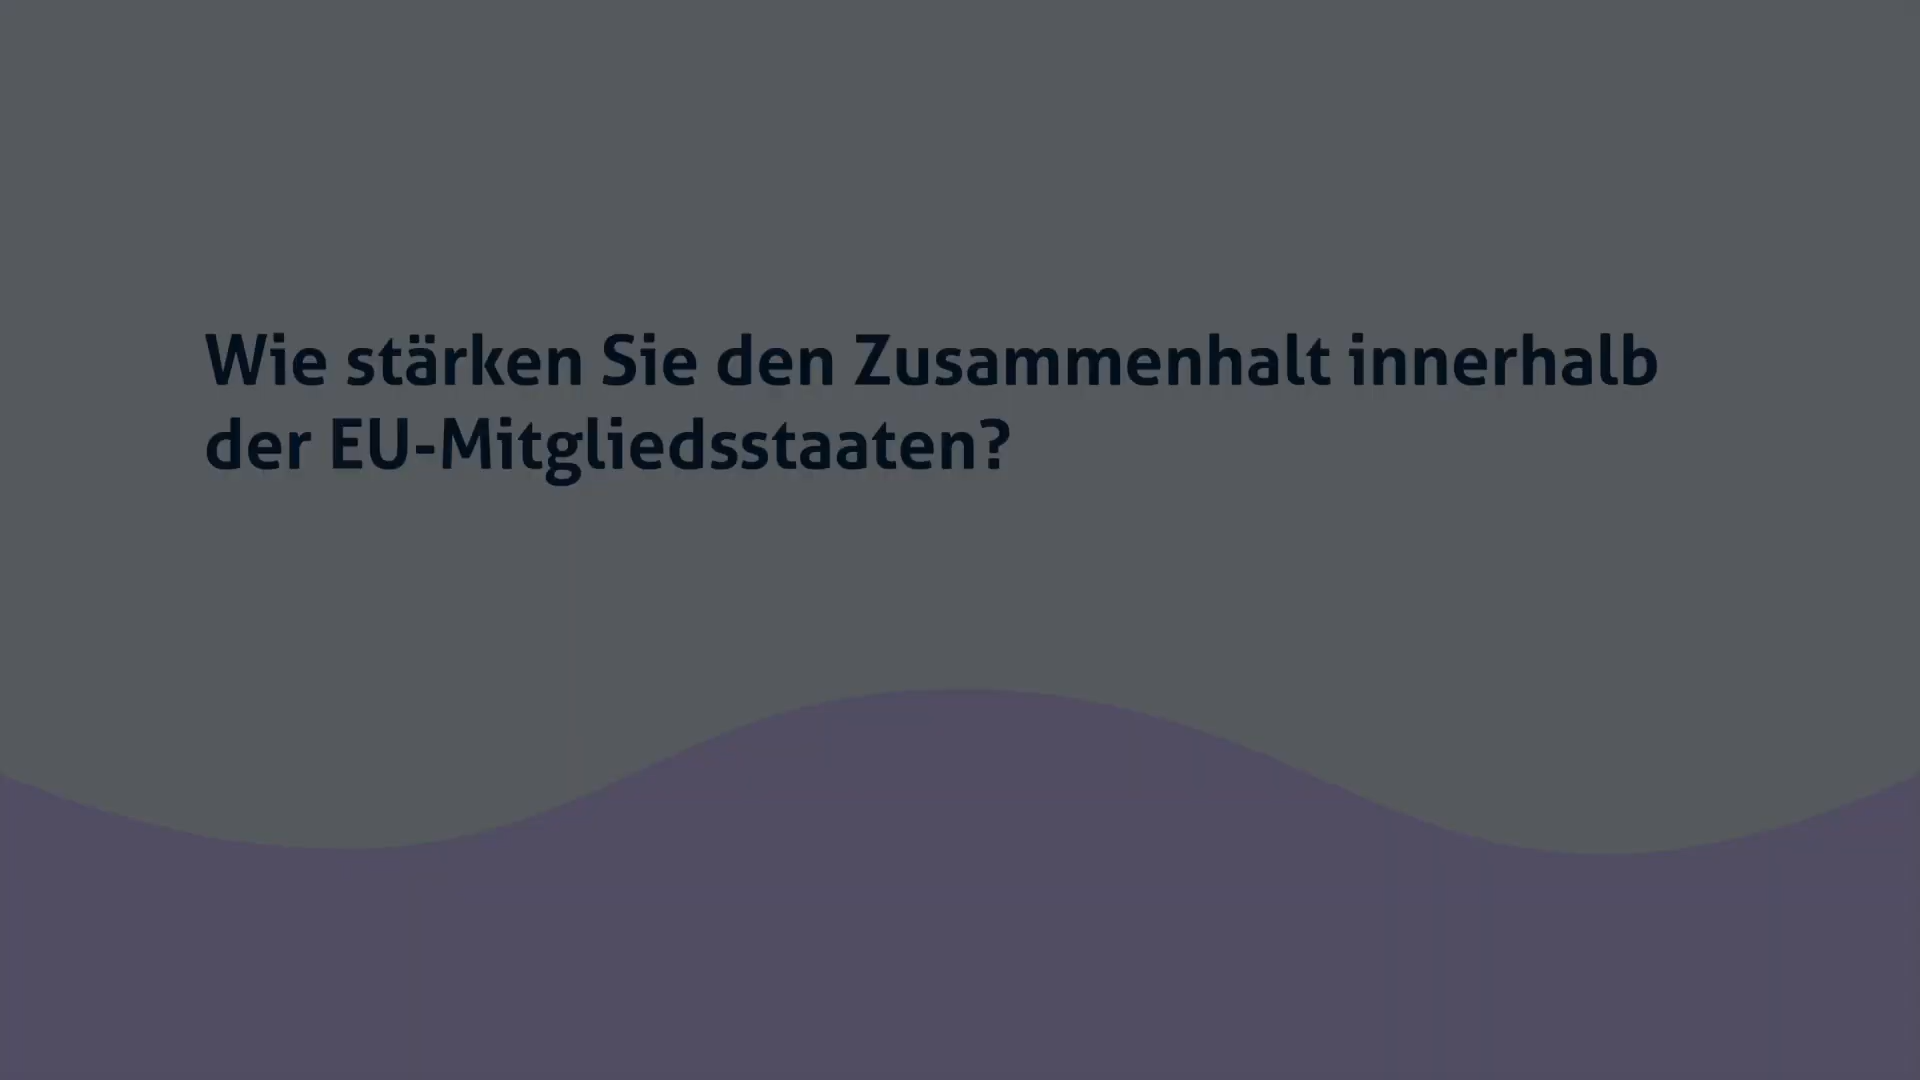 Wie stärken Sie den Zusammenhalt innerhalb
der EU-Mitgliedsstaaten?